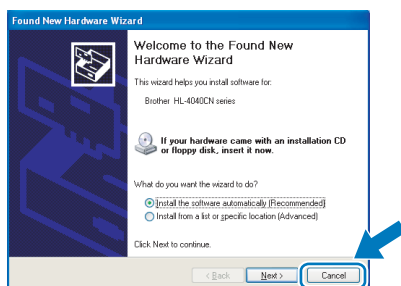 Found New Hardware Wizard
Welcome to the Found New
Hardware Wizard
This wizard helps you install software for:
Brother HL-4040CN series
If your hardware came with an installation CD
or floppy disk, insert it now.
What do you want the wizard to do?
Install the software automatically (Recommended)
Install from a list or specific location (Advanced)
Click Next to continue.
< Back Next > Cancel